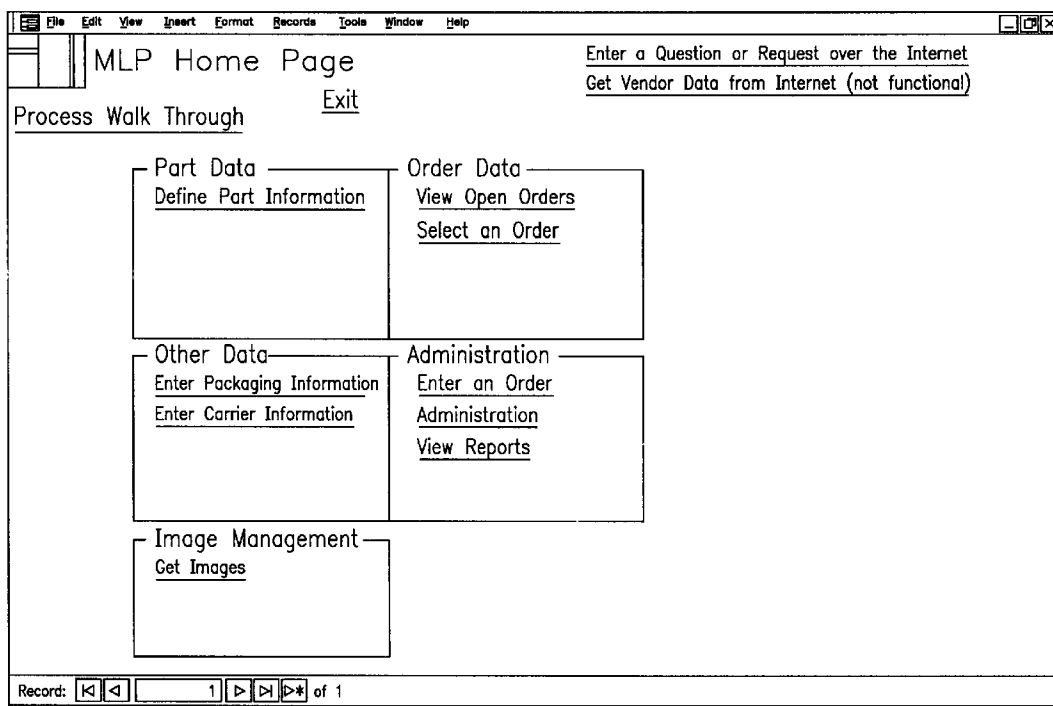 File Edit View Insert Format Records Tools Window Help
MLP Home Page
Exit
Process Walk Through
Enter a Question or Request over the Internet
Get Vendor Data from Internet (not functional)
Part Data
Define Part Information
Order Data
View Open Orders
Select an Order
Other Data
Enter Packaging Information
Enter Carrier Information
Administration
Enter an Order
Administration
View Reports
Image Management
Get Images
Record: 1 of 1